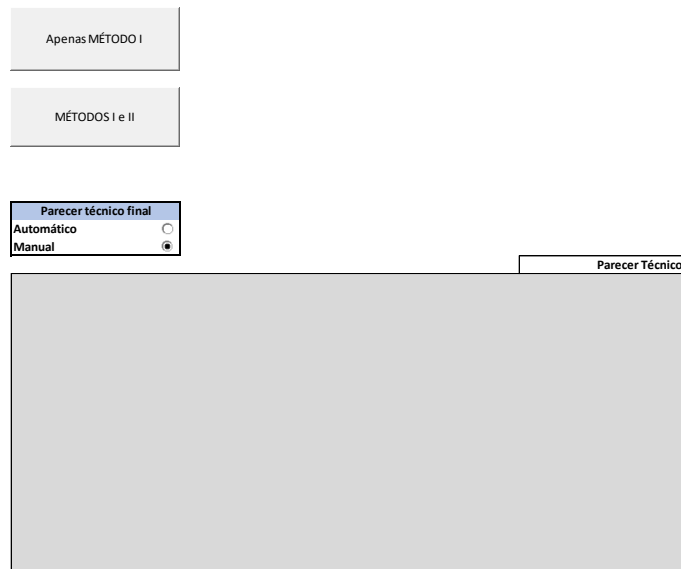 Apenas MÉTODO I
MÉTODOS I e II
Parecer técnico final
Automático
Manual
Parecer Técnico